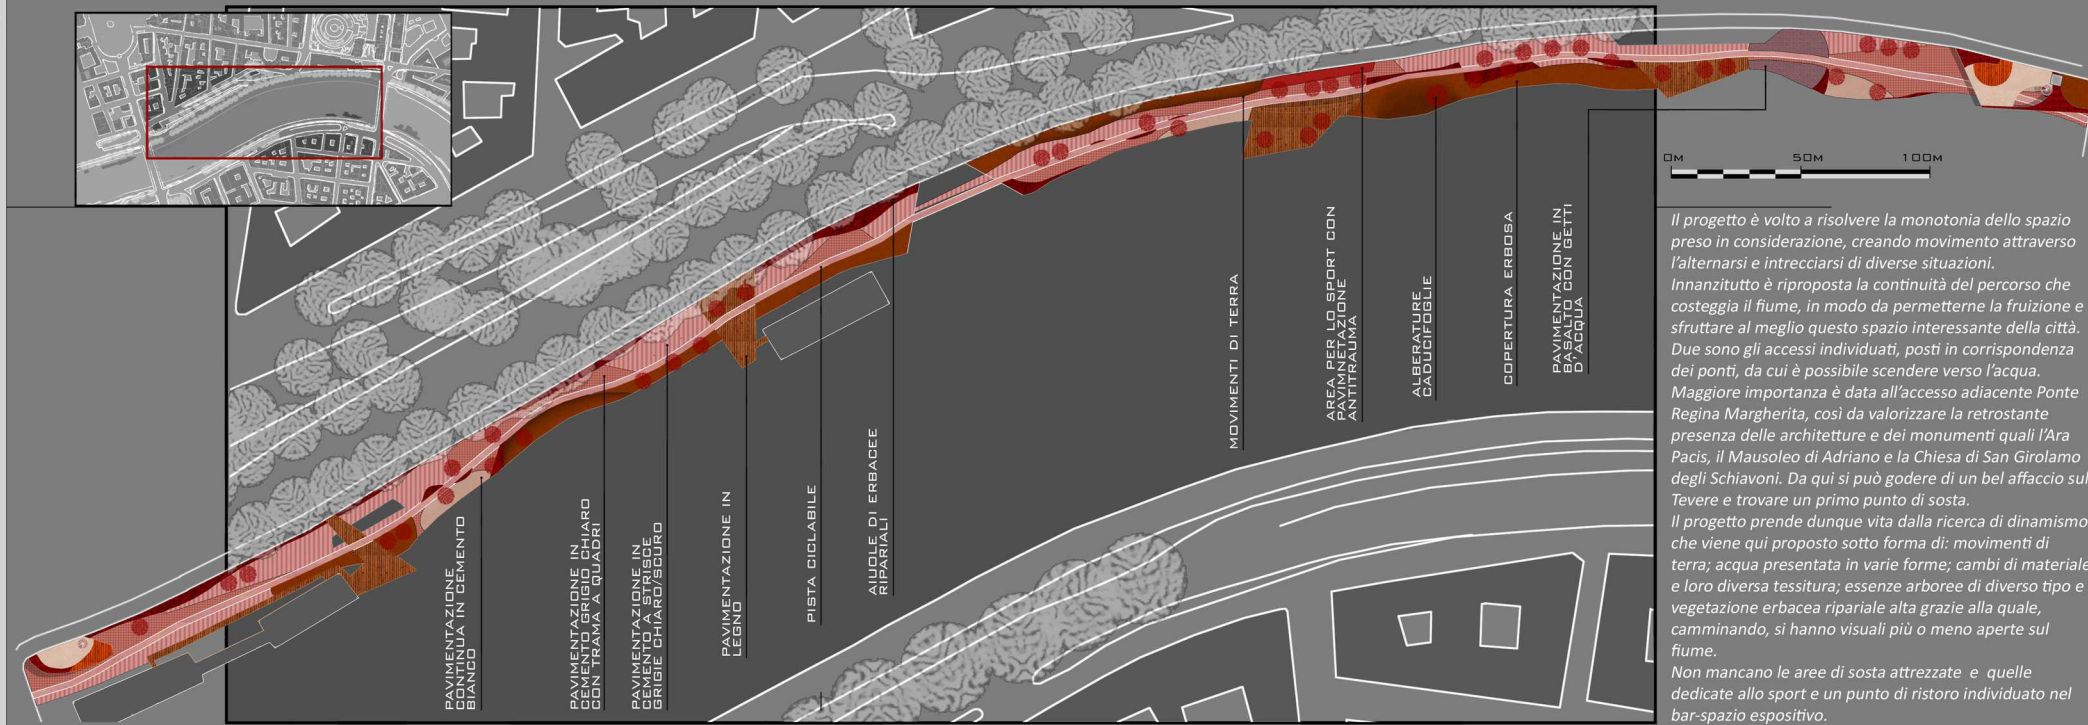 0M 50M 100M
Il progetto è volto a risolvere la monotonia dello spazio
preso in considerazione, creando movimento attraverso
l'alternarsi e intrecciarsi di diverse situazioni.
Innanzitutto è riproposta la continuità del percorso che
costeggia il fiume, in modo da permetterne la fruizione e
sfruttare al meglio questo spazio interessante della città.
Due sono gli accessi individuati, posti in corrispondenza
dei ponti, da cui è possibile scendere verso l'acqua.
Maggiore importanza è data all'accesso adiacente Ponte
Regina Margherita, così da valorizzare la retrostante
presenza delle architetture e dei monumenti quali l'Ara
Pacis, il Mausoleo di Adriano e la Chiesa di San Girolamo
degli Schiavoni. Da qui si può godere di un bel affaccio sul
Tevere e trovare un primo punto di sosta.
Il progetto prende dunque vita dalla ricerca di dinamismo
che viene qui proposto sotto forma di: movimenti di
terra; acqua presentata in varie forme; cambi di materiale
e loro diversa tessitura; essenze arboree di diverso tipo e
vegetazione erbacea ripariale alta grazie alla quale,
camminando, si hanno visuali più o meno aperte sul
fiume.
Non mancano le aree di sosta attrezzate e quelle
dedicate allo sport e un punto di ristoro individuato nel
bar-spazio espositivo.
PAVIMENTAZIONE
CONTINUA IN CEMENTO
BIANCO
PAVIMENTAZIONE IN
CEMENTO GRIGIO CHIARO
CON TRAMA A QUADRI
PAVIMENTAZIONE IN
CEMENTO A STRISCE
GRIGIE CHIARO/SCURO
PAVIMENTAZIONE IN
LEGNO
PISTA CICLABILE
AIUOLE DI ERBACEE
RIPARIALI
MOVIMENTI DI TERRA
AREA PER LO SPORT CON
PAVIMNETAZIONE
ANTITRAUMA
ALBERATURE
CADUCIFOGLIE
COPERTURA ERBOSA
PAVIMENTAZIONE IN
BASALTO CON GETTI
D'ACQUA